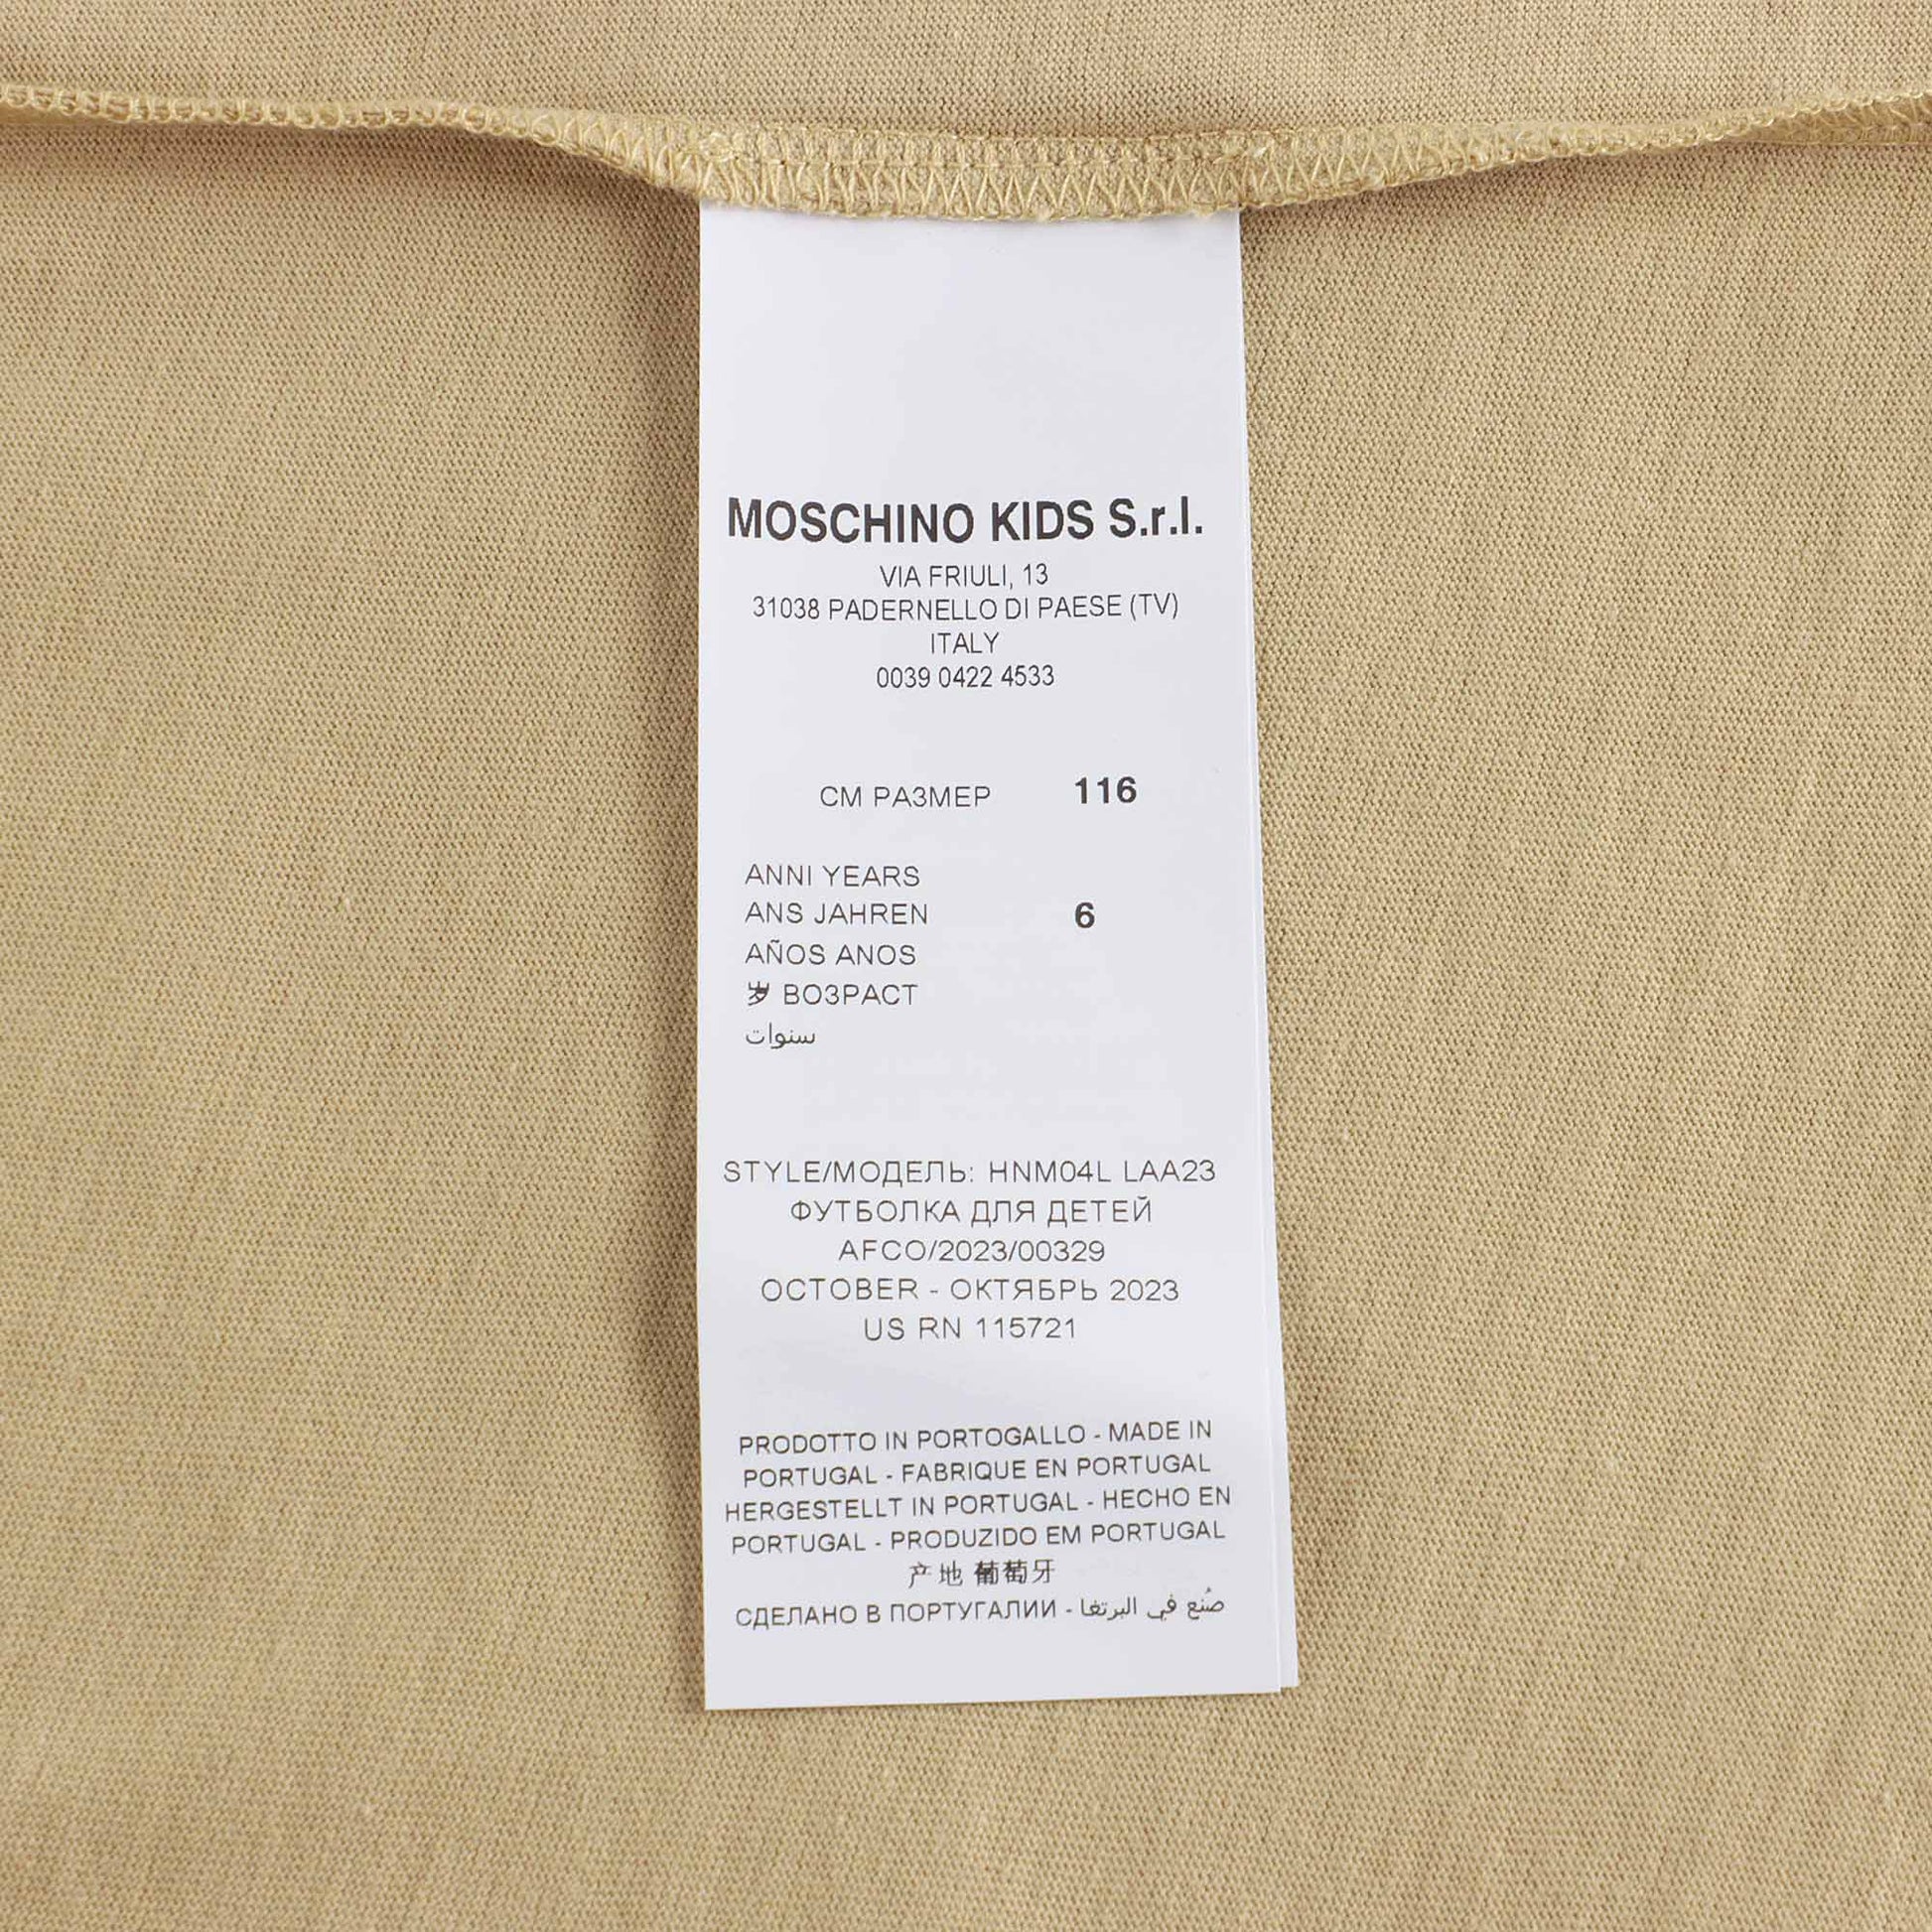 MOSCHINO KIDS S.r.l.
VIA FRIULI, 13
31038 PADERNELLO DI PAESE (TV)
ITALY
0039 0422 4533
СМ РАЗМЕР 116
ANNI YEARS
ANS JAHREN 6
AÑOS ANOS
岁 ВОЗРАСТ
سنوات
STYLE/МОДЕЛЬ: HNM04L LAA23
ФУТБОЛКА ДЛЯ ДЕТЕЙ
AFCO/2023/00329
OCTOBER - ОКТЯБРЬ 2023
US RN 115721
PRODOTTO IN PORTOGALLO - MADE IN
PORTUGAL - FABRIQUE EN PORTUGAL
HERGESTELLT IN PORTUGAL - HECHO EN
PORTUGAL - PRODUZIDO EM PORTUGAL
产地 葡萄牙
СДЕЛАНО В ПОРТУГАЛИИ - صُنع في البرتغا